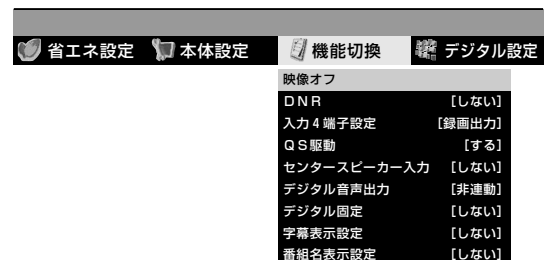 省エネ設定 本体設定 機能切換 デジタル設定
映像オフ
DNR [しない]
入力4端子設定 [録画出力]
QS駆動 [する]
センタースピーカー入力 [しない]
デジタル音声出力 [非連動]
デジタル固定 [しない]
字幕表示設定 [しない]
番組名表示設定 [しない]